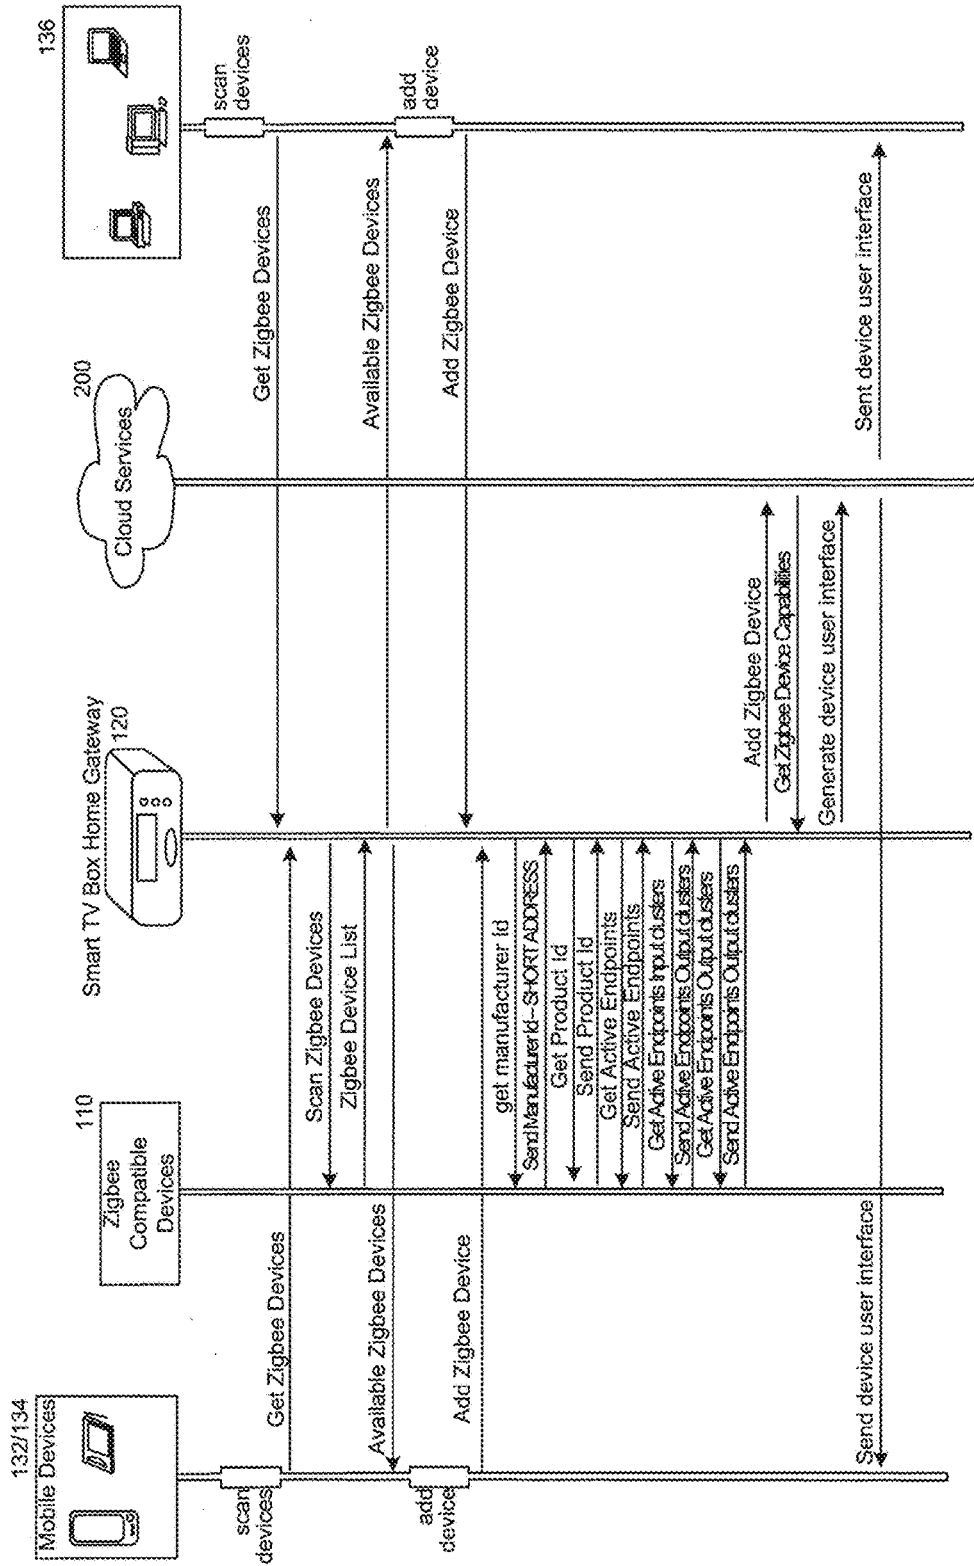 132/134
Mobile Devices
110
Zigbee
Compatible
Devices
Smart TV Box Home Gateway
120
200
Cloud Services
136
scan
devices
scan
devices
Get Zigbee Devices
Get Zigbee Devices
Scan Zigbee Devices
Zigbee Device List
Available Zigbee Devices
Available Zigbee Devices
add
device
add
device
Add Zigbee Device
Add Zigbee Device
get manufacturer Id
Send Manufacturer Id - SHORT ADDRESS
Get Product Id
Send Product Id
Get Active Endpoints
Send Active Endpoints
Get Active Endpoints Input clusters
Send Active Endpoints Output clusters
Get Active Endpoints Output clusters
Send Active Endpoints Output clusters
Add Zigbee Device
Get Zigbee Device Capabilities
Generate device user interface
Send device user interface
Sent device user interface